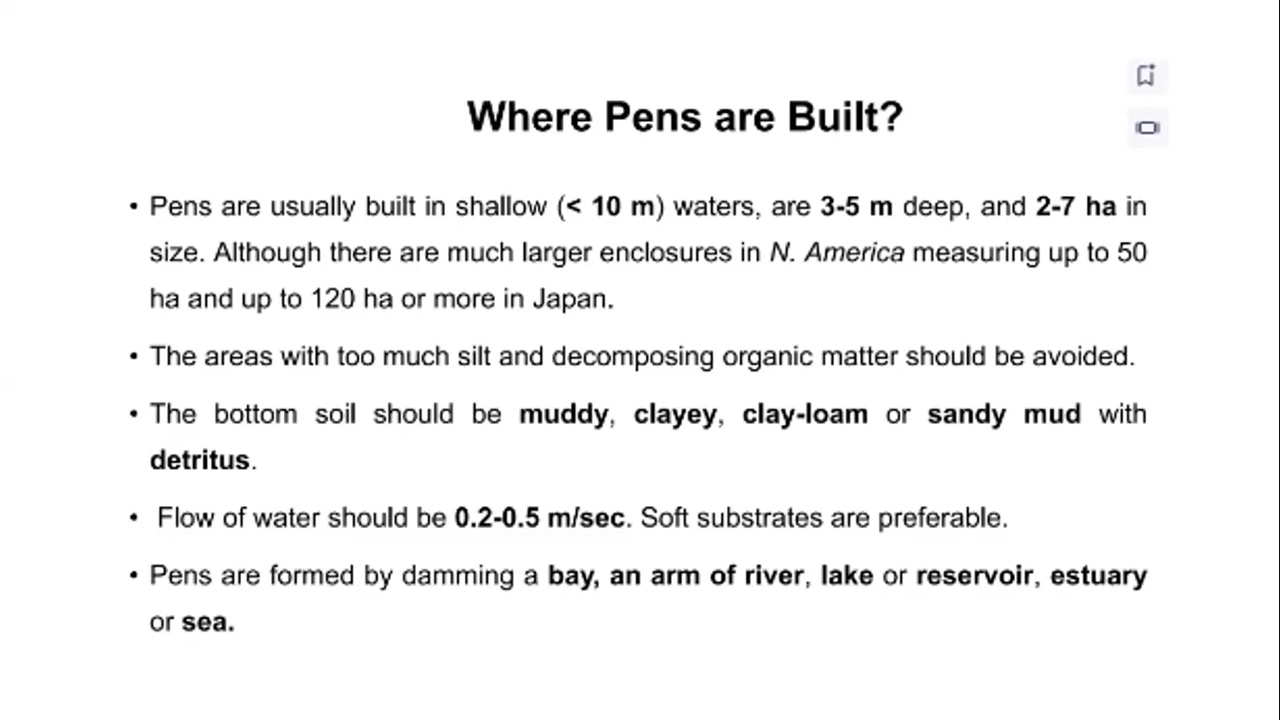 Where Pens are Built?
• Pens are usually built in shallow (< 10 m) waters, are 3-5 m deep, and 2-7 ha in
size. Although there are much larger enclosures in N. America measuring up to 50
ha and up to 120 ha or more in Japan.
• The areas with too much silt and decomposing organic matter should be avoided.
• The bottom soil should be muddy, clayey, clay-loam or sandy mud with
detritus.
• Flow of water should be 0.2-0.5 m/sec. Soft substrates are preferable.
• Pens are formed by damming a bay, an arm of river, lake or reservoir, estuary
or sea.